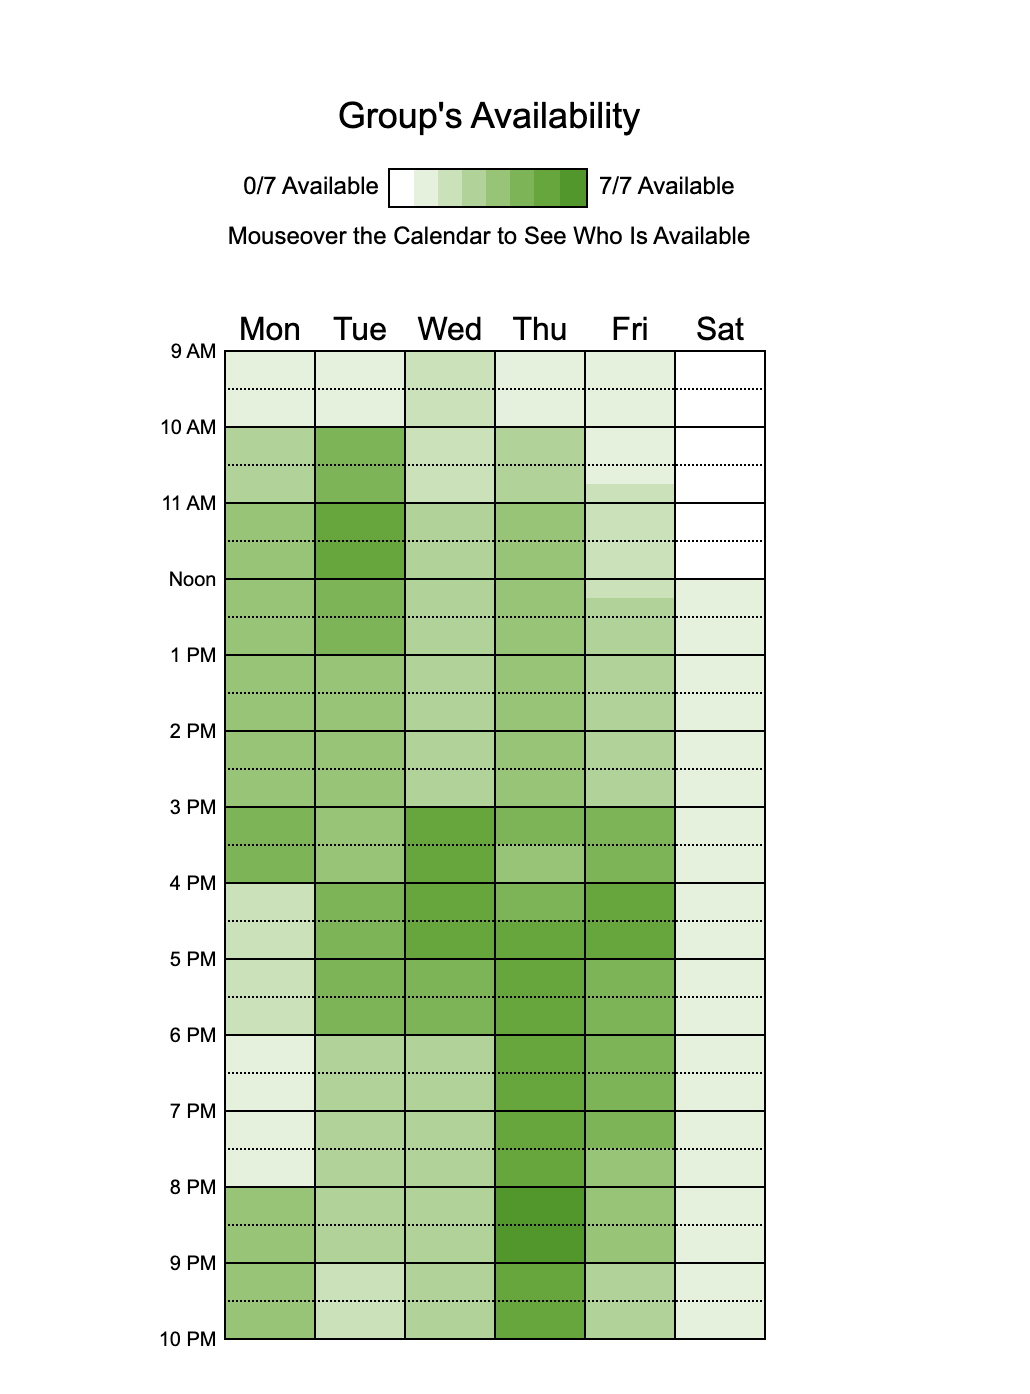 Group's Availability
0/7 Available 7/7 Available
Mouseover the Calendar to See Who Is Available
Mon Tue Wed Thu Fri Sat
9 AM
10 AM
11 AM
Noon
1 PM
2 PM
3 PM
4 PM
5 PM
6 PM
7 PM
8 PM
9 PM
10 PM